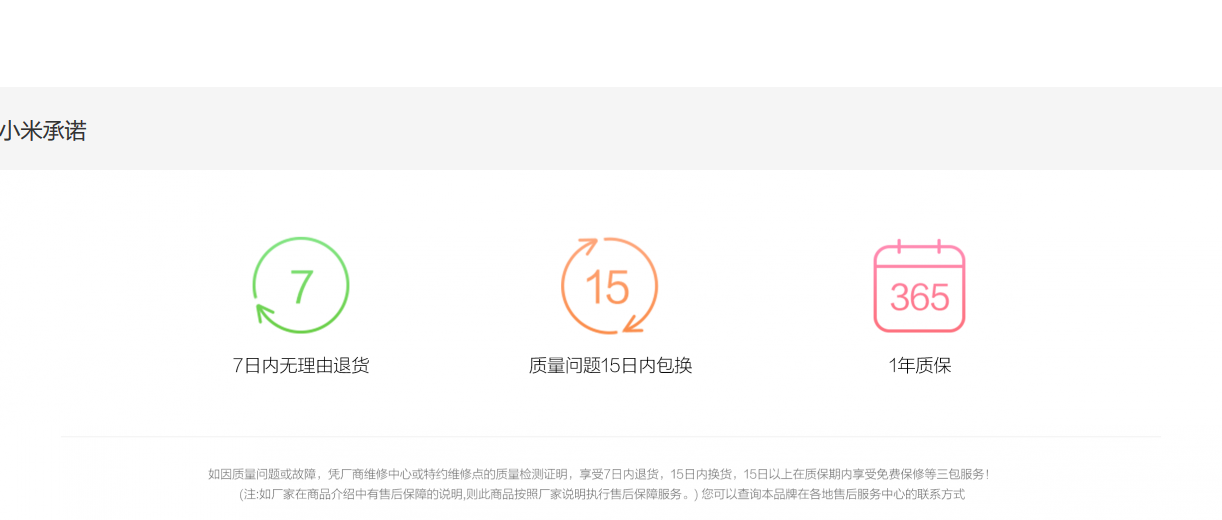 小米承诺
7
15
365
7日内无理由退货
质量问题15日内包换
1年质保
如因质量问题或故障，凭厂商维修中心或特约维修点的质量检测证明，享受7日内退货，15日内换货，15日以上在质保期内享受免费保修等三包服务！
(注:如厂家在商品介绍中有售后保障的说明,则此商品按照厂家说明执行售后保障服务。) 您可以查询本品牌在各地售后服务中心的联系方式